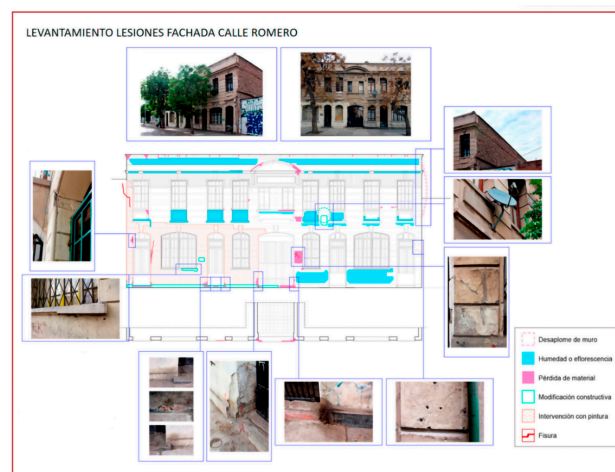 LEVANTAMIENTO LESIONES FACHADA CALLE ROMERO
Desaplome de muro
Humedad o eflorescencia
Pérdida de material
Modificación constructiva
Intervención con pintura
Fisura